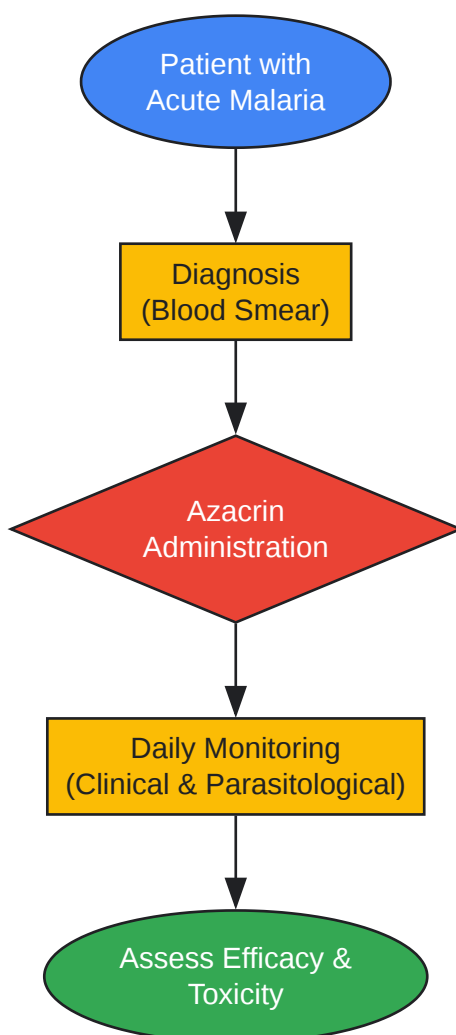 Patient with
Acute Malaria
Diagnosis
(Blood Smear)
Azacrin
Administration
Daily Monitoring
(Clinical & Parasitological)
Assess Efficacy &
Toxicity